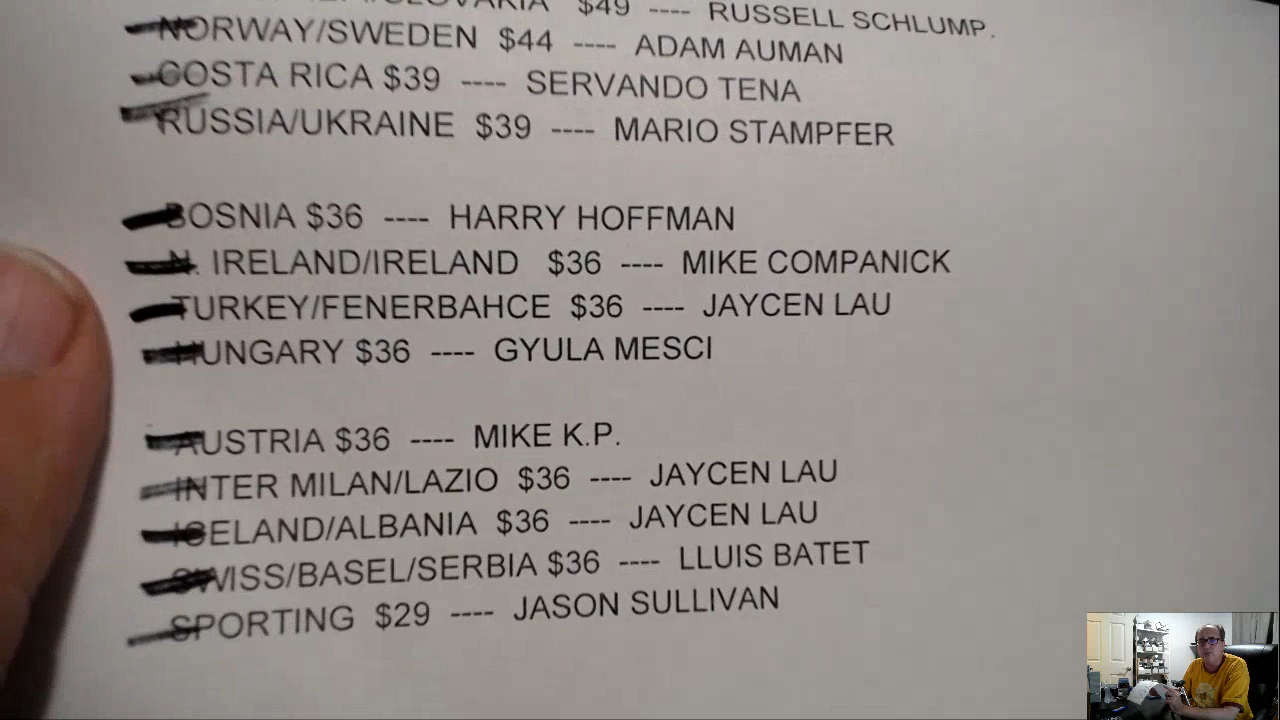 $49 ---- RUSSELL SCHLUMP.
NORWAY/SWEDEN $44 ---- ADAM AUMAN
COSTA RICA $39 ---- SERVANDO TENA
RUSSIA/UKRAINE $39 ---- MARIO STAMPFER
BOSNIA $36 ---- HARRY HOFFMAN
N. IRELAND/IRELAND $36 ---- MIKE COMPANICK
TURKEY/FENERBAHCE $36 ---- JAYCEN LAU
HUNGARY $36 ---- GYULA MESCI
AUSTRIA $36 ---- MIKE K.P.
INTER MILAN/LAZIO $36 ---- JAYCEN LAU
ICELAND/ALBANIA $36 ---- JAYCEN LAU
SWISS/BASEL/SERBIA $36 ---- LLUIS BATET
SPORTING $29 ---- JASON SULLIVAN